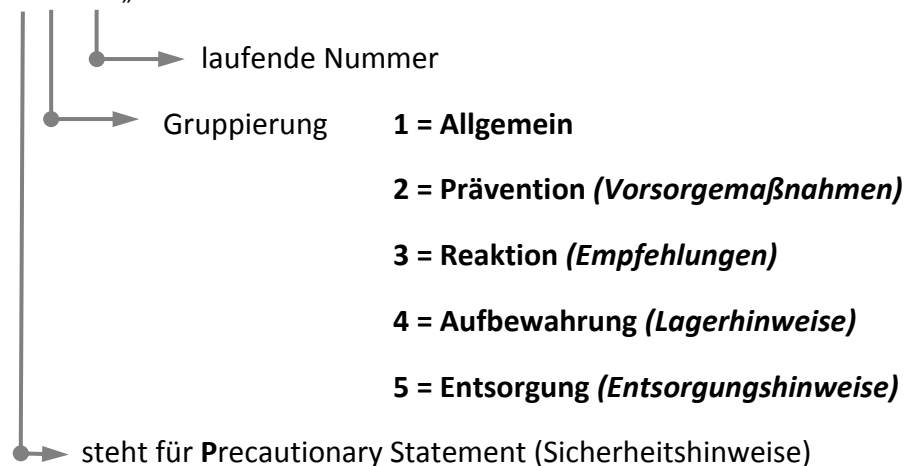 „
laufende Nummer
Gruppierung 1 = Allgemein
2 = Prävention (Vorsorgemaßnahmen)
3 = Reaktion (Empfehlungen)
4 = Aufbewahrung (Lagerhinweise)
5 = Entsorgung (Entsorgungshinweise)
steht für Precautionary Statement (Sicherheitshinweise)